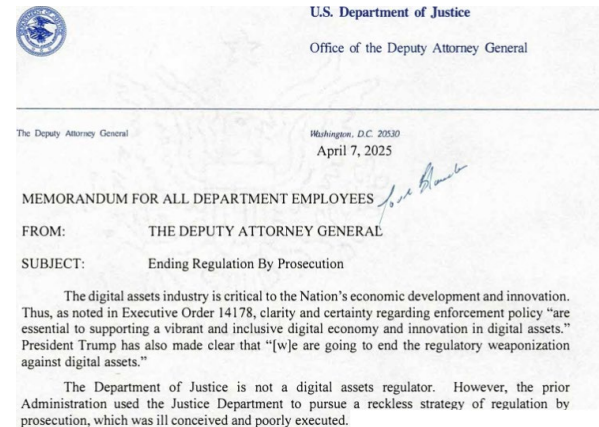 U.S. Department of Justice
Office of the Deputy Attorney General
The Deputy Attorney General
Washington, D.C. 20530
April 7, 2025
MEMORANDUM FOR ALL DEPARTMENT EMPLOYEES
FROM: THE DEPUTY ATTORNEY GENERAL
SUBJECT: Ending Regulation By Prosecution
The digital assets industry is critical to the Nation's economic development and innovation.
Thus, as noted in Executive Order 14178, clarity and certainty regarding enforcement policy “are
essential to supporting a vibrant and inclusive digital economy and innovation in digital assets.”
President Trump has also made clear that “[w]e are going to end the regulatory weaponization
against digital assets.”
The Department of Justice is not a digital assets regulator. However, the prior
Administration used the Justice Department to pursue a reckless strategy of regulation by
prosecution, which was ill conceived and poorly executed.